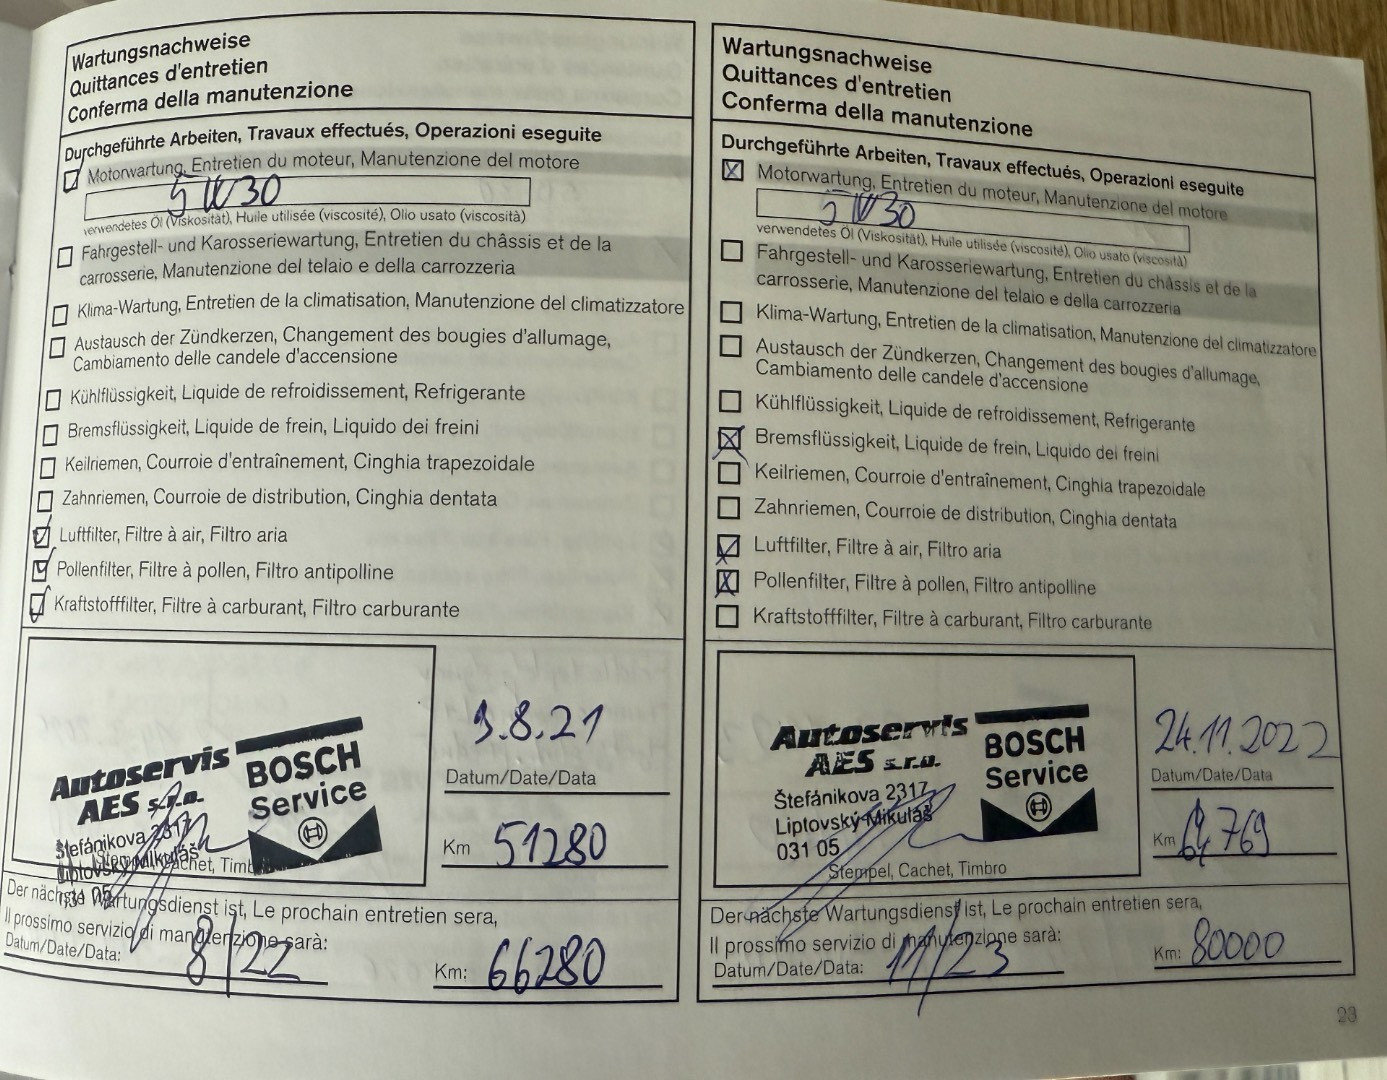 Wartungsnachweise
Quittances d'entretien
Conferma della manutenzione
Durchgeführte Arbeiten, Travaux effectués, Operazioni eseguite
Motorwartung, Entretien du moteur, Manutenzione del motore
5W30
verwendetes Öl (Viskosität), Huile utilisée (viscosité), Olio usato (viscosità)
Fahrgestell- und Karosseriewartung, Entretien du châssis et de la
carrosserie, Manutenzione del telaio e della carrozzeria
Klima-Wartung, Entretien de la climatisation, Manutenzione del climatizzatore
Austausch der Zündkerzen, Changement des bougies d'allumage,
Cambiamento delle candele d'accensione
Kühlflüssigkeit, Liquide de refroidissement, Refrigerante
Bremsflüssigkeit, Liquide de frein, Liquido dei freini
Keilriemen, Courroie d'entraînement, Cinghia trapezoidale
Zahnriemen, Courroie de distribution, Cinghia dentata
Luftfilter, Filtre à air, Filtro aria
Pollenfilter, Filtre à pollen, Filtro antipolline
Kraftstofffilter, Filtre à carburant, Filtro carburante
Autoservis
AES s.r.o.
Štefánikova 2317
Liptovský Mikuláš
031 05
BOSCH
Service
Stempel, Cachet, Timbro
3.8.21
Datum/Date/Data
Km 51280
Der nächste Wartungsdienst ist, Le prochain entretien sera,
Il prossimo servizio di manutenzione sarà:
Datum/Date/Data: 8/22
Km: 66280
Wartungsnachweise
Quittances d'entretien
Conferma della manutenzione
Durchgeführte Arbeiten, Travaux effectués, Operazioni eseguite
Motorwartung, Entretien du moteur, Manutenzione del motore
5W30
verwendetes Öl (Viskosität), Huile utilisée (viscosité), Olio usato (viscosità)
Fahrgestell- und Karosseriewartung, Entretien du châssis et de la
carrosserie, Manutenzione del telaio e della carrozzeria
Klima-Wartung, Entretien de la climatisation, Manutenzione del climatizzatore
Austausch der Zündkerzen, Changement des bougies d'allumage,
Cambiamento delle candele d'accensione
Kühlflüssigkeit, Liquide de refroidissement, Refrigerante
Bremsflüssigkeit, Liquide de frein, Liquido dei freini
Keilriemen, Courroie d'entraînement, Cinghia trapezoidale
Zahnriemen, Courroie de distribution, Cinghia dentata
Luftfilter, Filtre à air, Filtro aria
Pollenfilter, Filtre à pollen, Filtro antipolline
Kraftstofffilter, Filtre à carburant, Filtro carburante
Autoservis
AES s.r.o.
Štefánikova 2317
Liptovský Mikuláš
031 05
BOSCH
Service
Stempel, Cachet, Timbro
24.11.2022
Datum/Date/Data
Km 64769
Der nächste Wartungsdienst ist, Le prochain entretien sera,
Il prossimo servizio di manutenzione sarà:
Datum/Date/Data: 11/23
Km: 80000
23